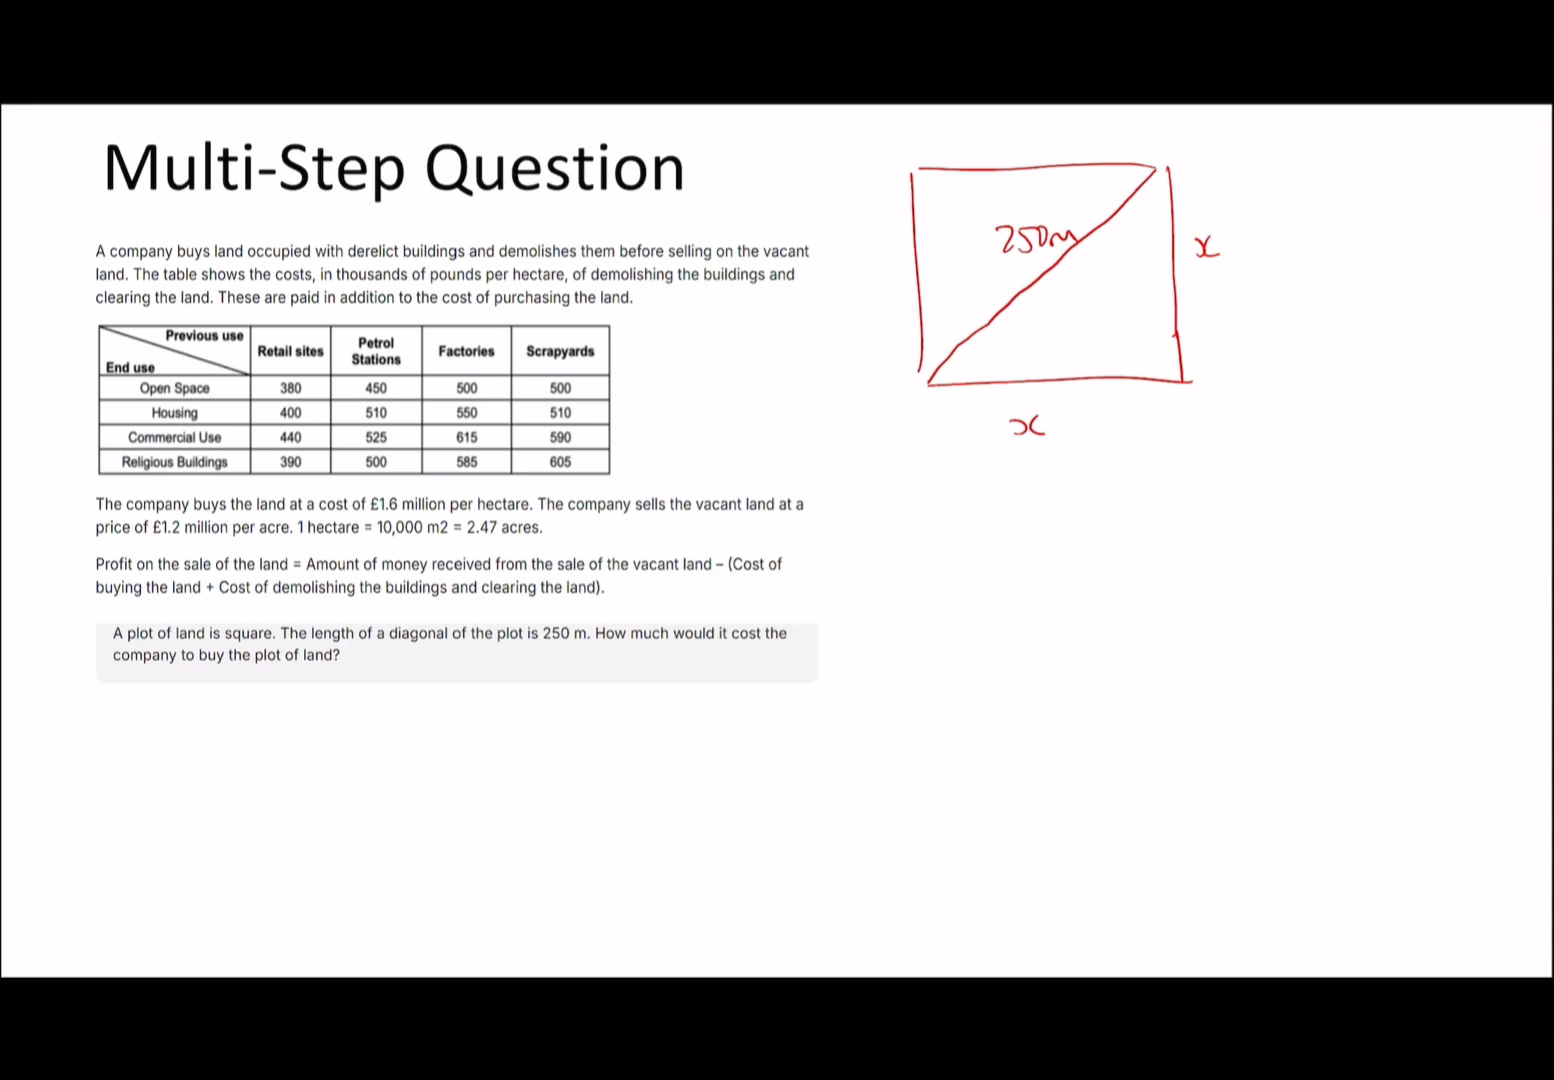 Multi-Step Question
A company buys land occupied with derelict buildings and demolishes them before selling on the vacant
land. The table shows the costs, in thousands of pounds per hectare, of demolishing the buildings and
clearing the land. These are paid in addition to the cost of purchasing the land.
Previous use
End use
Retail sites
Petrol
Stations
Factories
Scrapyards
Open Space 380 450 500 500
Housing 400 510 550 510
Commercial Use 440 525 615 590
Religious Buildings 390 500 585 605
The company buys the land at a cost of £1.6 million per hectare. The company sells the vacant land at a
price of £1.2 million per acre. 1 hectare = 10,000 m2 = 2.47 acres.
Profit on the sale of the land = Amount of money received from the sale of the vacant land – (Cost of
buying the land + Cost of demolishing the buildings and clearing the land).
A plot of land is square. The length of a diagonal of the plot is 250 m. How much would it cost the
company to buy the plot of land?
250m
x
x